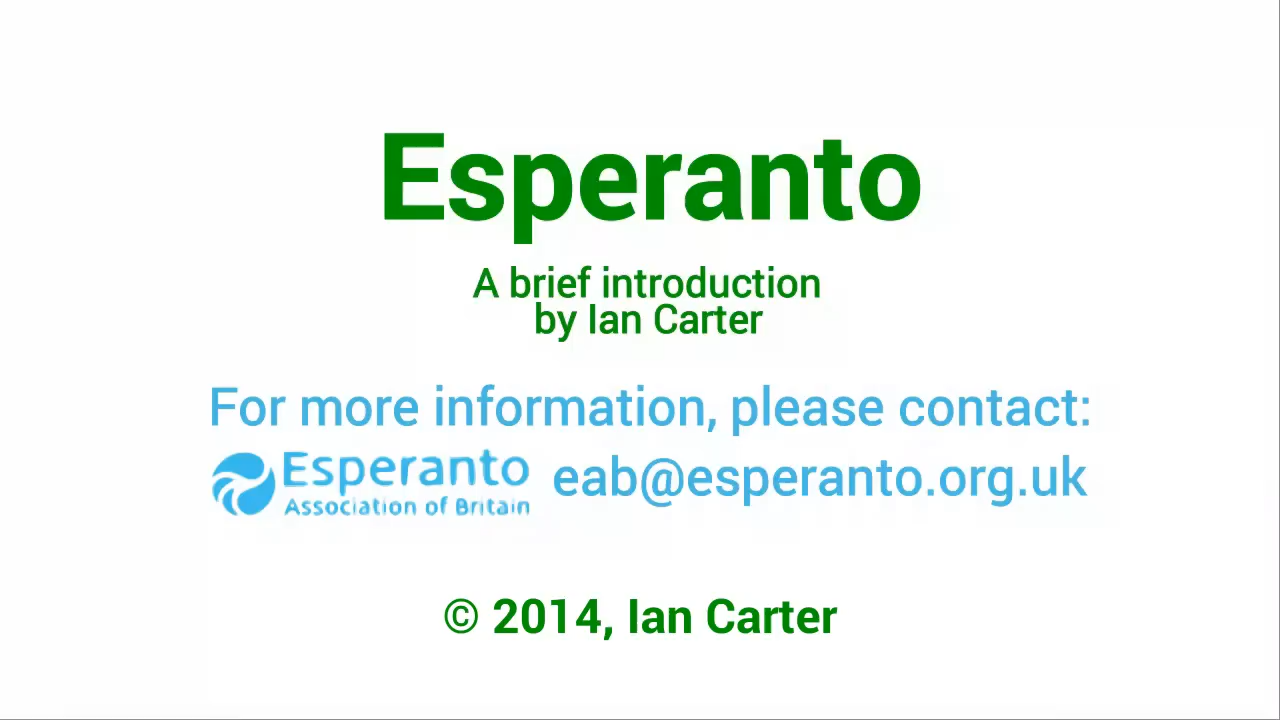 Esperanto
A brief introduction
by Ian Carter
For more information, please contact:
Esperanto
Association of Britain
eab@esperanto.org.uk
© 2014, Ian Carter